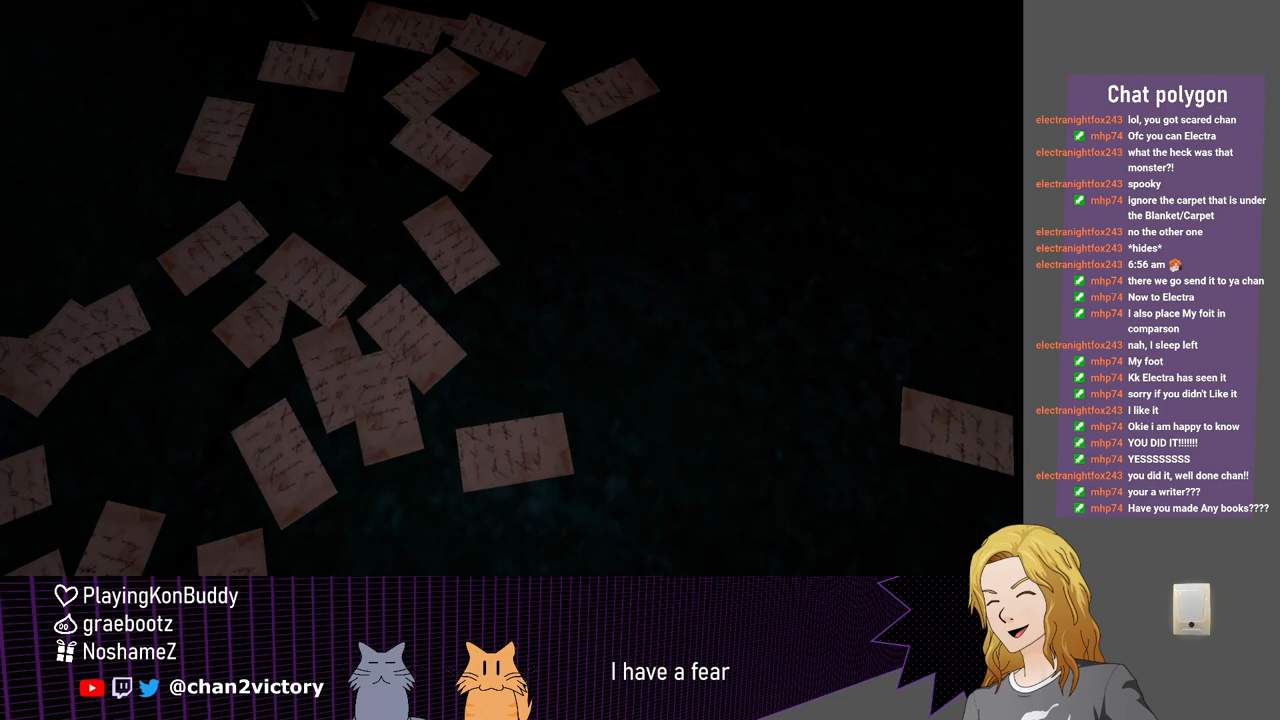 Chat polygon
electranightfox243 lol, you got scared chan
mhp74 Ofc you can Electra
electranightfox243 what the heck was that
monster?!
electranightfox243 spooky
mhp74 ignore the carpet that is under
the Blanket/Carpet
electranightfox243 no the other one
electranightfox243 *hides*
electranightfox243 6:56 am
mhp74 there we go send it to ya chan
mhp74 Now to Electra
mhp74 I also place My foit in
comparson
electranightfox243 nah, I sleep left
mhp74 My foot
mhp74 Kk Electra has seen it
mhp74 sorry if you didn't Like it
electranightfox243 I like it
mhp74 Okie i am happy to know
mhp74 YOU DID IT!!!!!!!
mhp74 YESSSSSSSS
electranightfox243 you did it, well done chan!!
mhp74 your a writer???
mhp74 Have you made Any books????
PlayingKonBuddy
graebootz
NoshameZ
@chan2victory
I have a fear